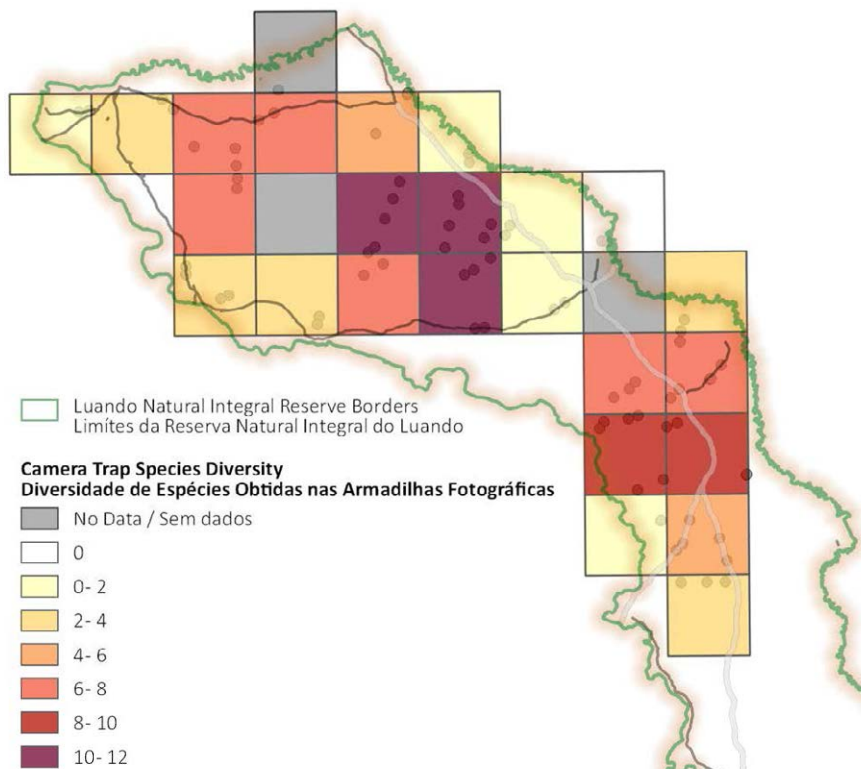 Luando Natural Integral Reserve Borders
Limítes da Reserva Natural Integral do Luando
Camera Trap Species Diversity
Diversidade de Espécies Obtidas nas Armadilhas Fotográficas
No Data / Sem dados
0
0- 2
2- 4
4- 6
6- 8
8- 10
10- 12